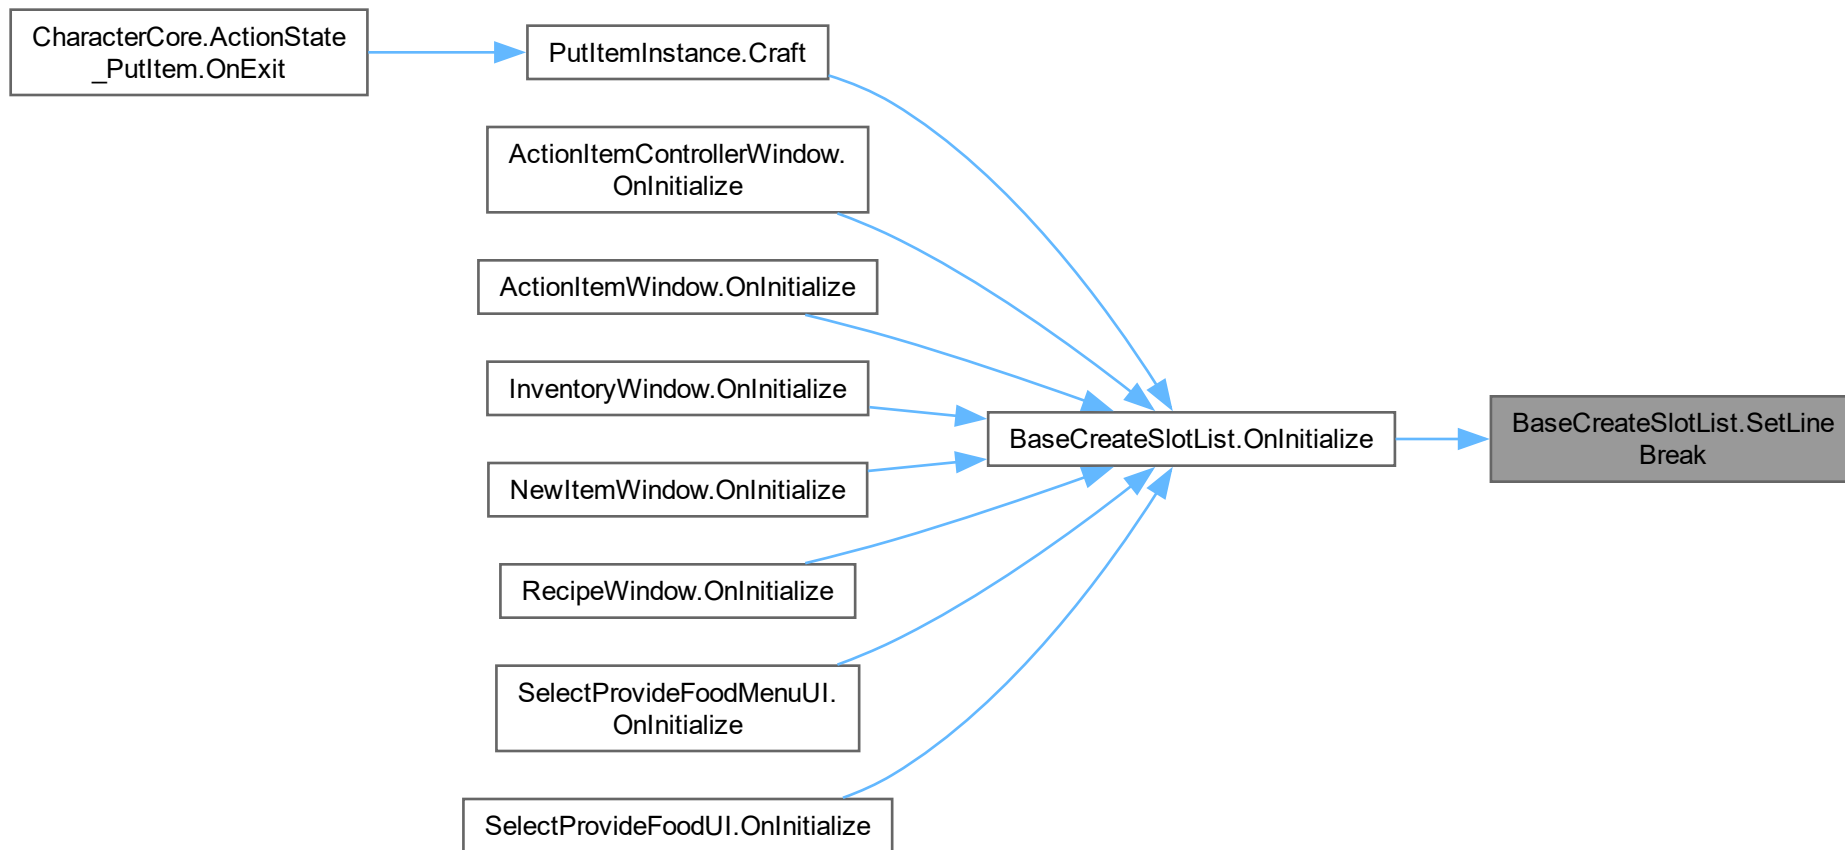 CharacterCore.ActionState
_PutItem.OnExit
PutItemInstance.Craft
ActionItemControllerWindow.
OnInitialize
ActionItemWindow.OnInitialize
InventoryWindow.OnInitialize
NewItemWindow.OnInitialize
RecipeWindow.OnInitialize
SelectProvideFoodMenuUI.
OnInitialize
SelectProvideFoodUI.OnInitialize
BaseCreateSlotList.OnInitialize
BaseCreateSlotList.SetLine
Break